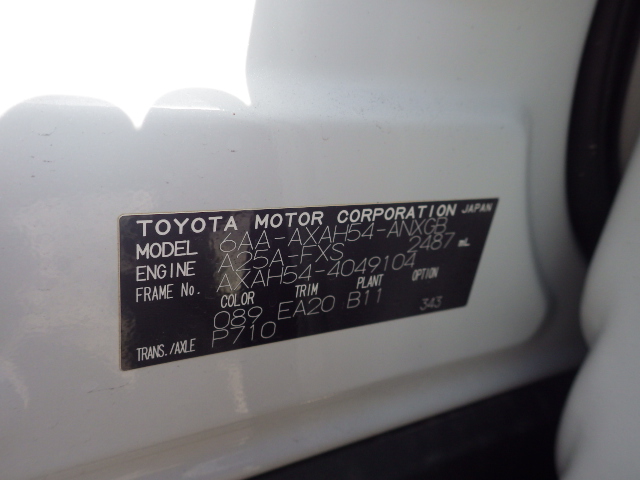 TOYOTA MOTOR CORPORATION JAPAN
MODEL 6AA-AXAH54-ANXGB
ENGINE A25A-FXS 2487 mL
FRAME No. AXAH54-4049104
COLOR TRIM PLANT OPTION
089 EA20 B11 343
TRANS./AXLE P710